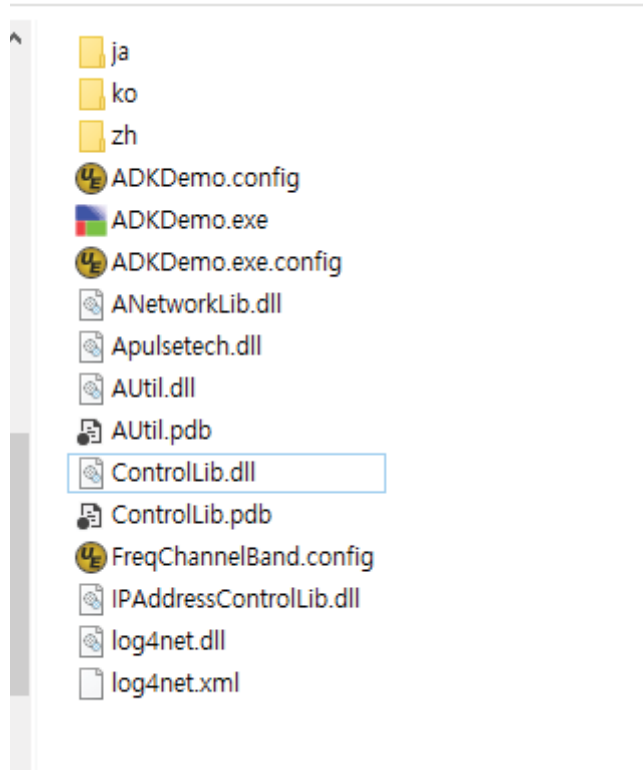 ja
ko
zh
ADKDemo.config
ADKDemo.exe
ADKDemo.exe.config
ANetworkLib.dll
Apulsetech.dll
AUtil.dll
AUtil.pdb
ControlLib.dll
ControlLib.pdb
FreqChannelBand.config
IPAddressControlLib.dll
log4net.dll
log4net.xml